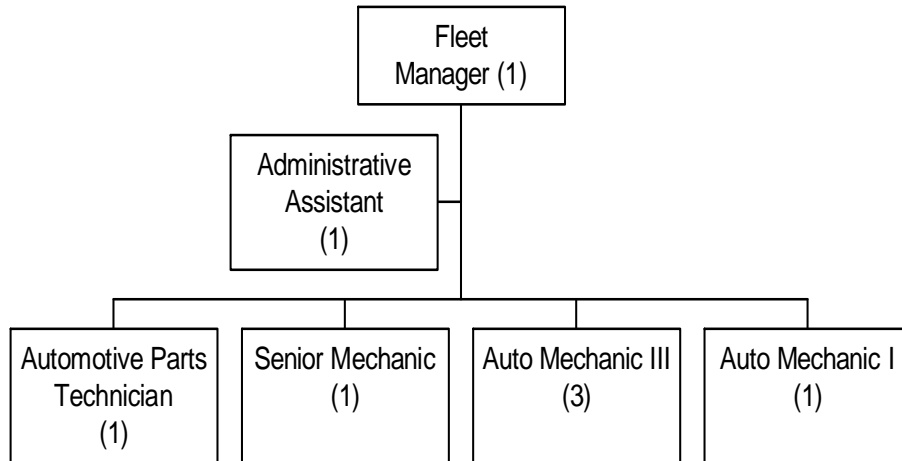 Fleet
Manager (1)
Administrative
Assistant
(1)
Automotive Parts
Technician
(1)
Senior Mechanic
(1)
Auto Mechanic III
(3)
Auto Mechanic I
(1)